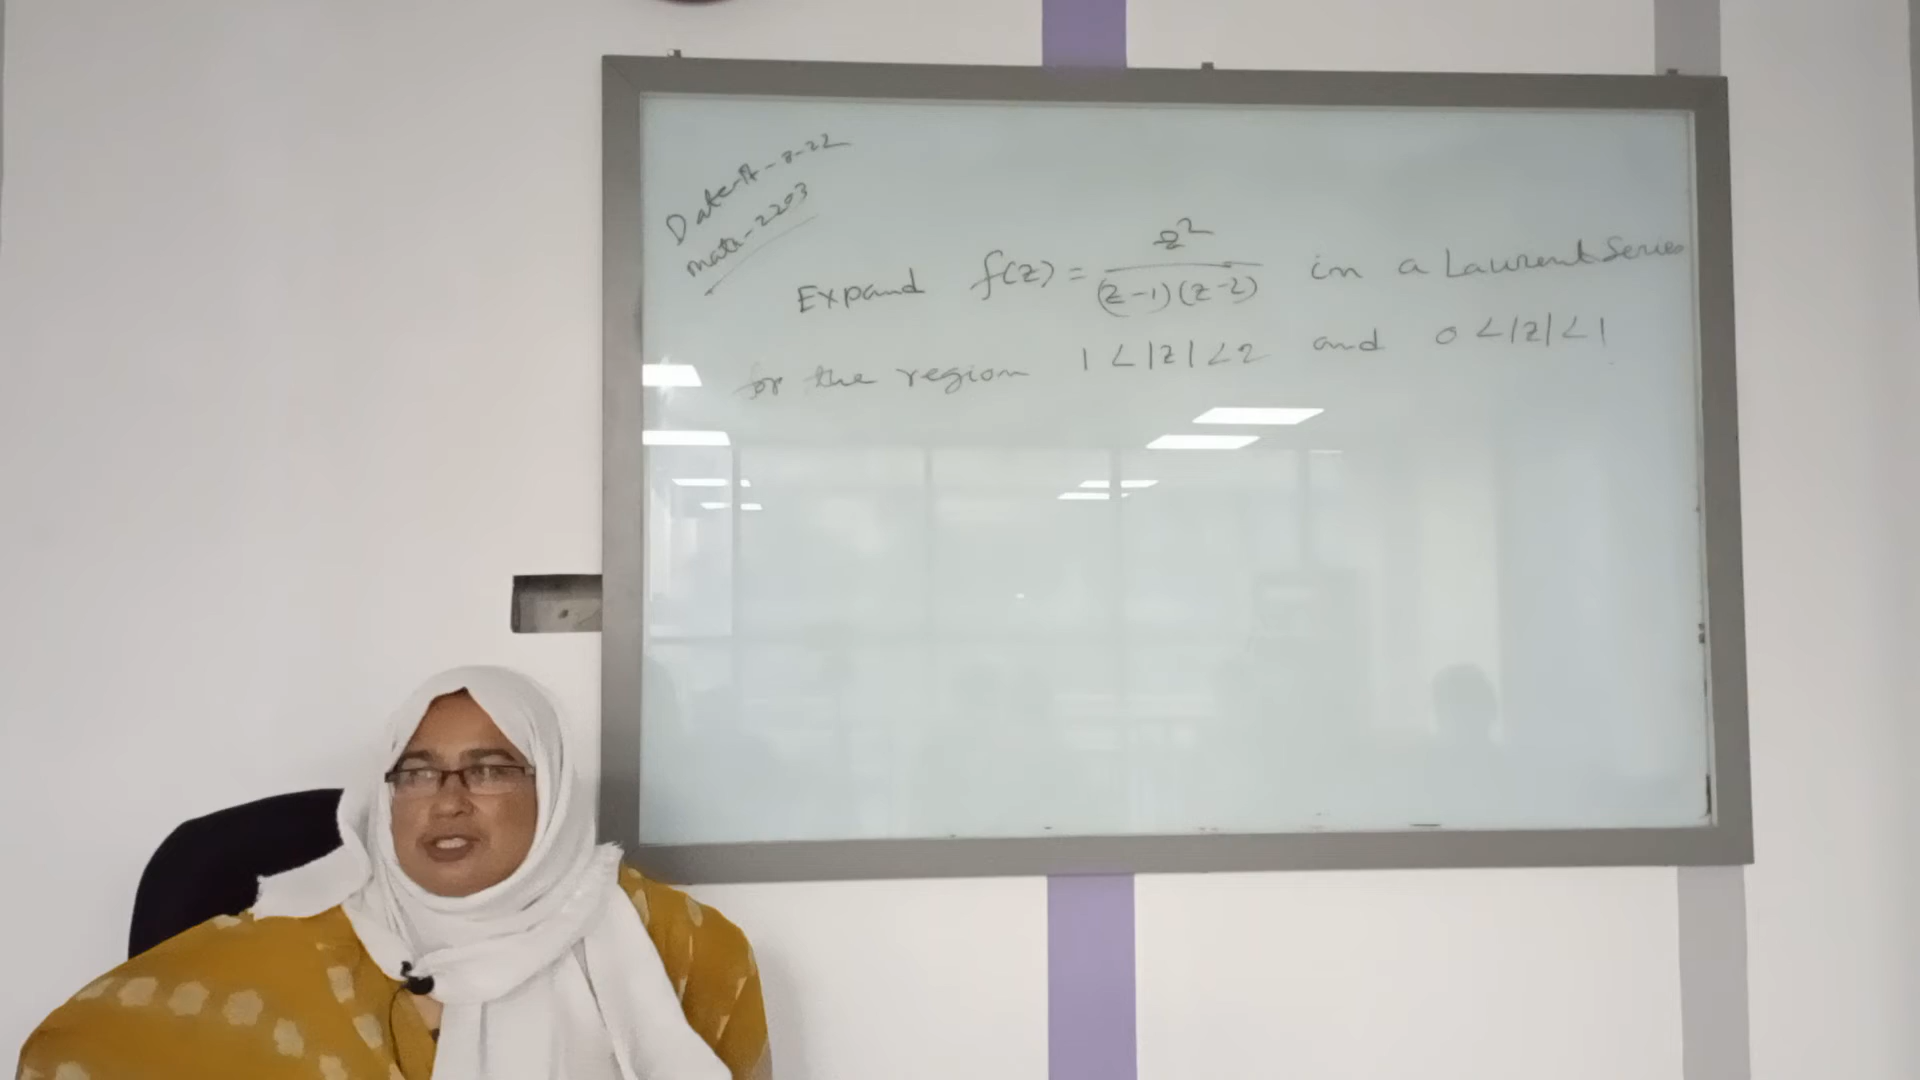 Date-17-8-22
math-2203
Expand f(z) = z²/(z-1)(z-2) in a Laurent Series
for the region 1 < |z| < 2 and 0 < |z| < 1